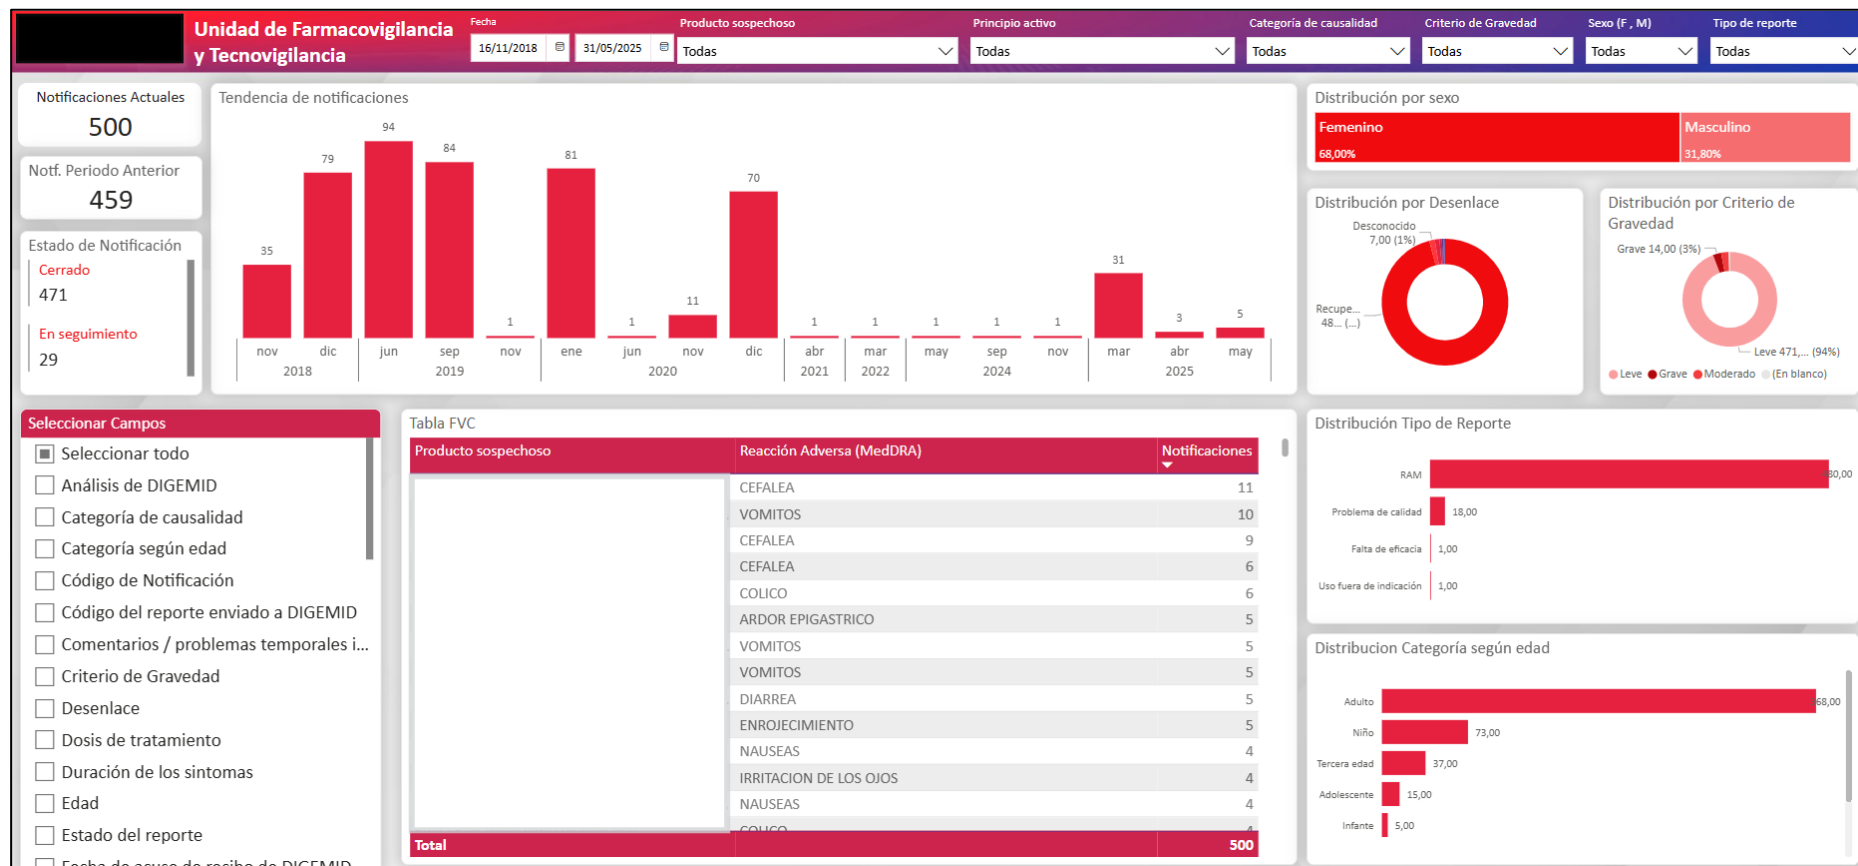 Unidad de Farmacovigilancia
y Tecnovigilancia
Fecha
16/11/2018
31/05/2025
Producto sospechoso
Todas
Principio activo
Todas
Categoría de causalidad
Todas
Criterio de Gravedad
Todas
Sexo (F , M)
Todas
Tipo de reporte
Todas
Notificaciones Actuales
500
Notf. Periodo Anterior
459
Estado de Notificación
Cerrado
471
En seguimiento
29
Tendencia de notificaciones
35
79
94
84
1
81
1
11
70
1
1
1
1
1
31
3
5
nov dic jun sep nov ene jun nov dic abr mar may sep nov mar abr may
2018 2019 2020 2021 2022 2024 2025
Distribución por sexo
Femenino
68,00%
Masculino
31,80%
Distribución por Desenlace
Desconocido
7,00 (1%)
Recupe...
48... (...)
Distribución por Criterio de
Gravedad
Grave 14,00 (3%)
Leve 471,... (94%)
Leve Grave Moderado (En blanco)
Seleccionar Campos
Seleccionar todo
Análisis de DIGEMID
Categoría de causalidad
Categoría según edad
Código de Notificación
Código del reporte enviado a DIGEMID
Comentarios / problemas temporales i...
Criterio de Gravedad
Desenlace
Dosis de tratamiento
Duración de los sintomas
Edad
Estado del reporte
Fecha de acuse de recibo de DIGEMID
Tabla FVC
Producto sospechoso Reacción Adversa (MedDRA) Notificaciones
CEFALEA 11
VOMITOS 10
CEFALEA 9
CEFALEA 6
COLICO 6
ARDOR EPIGASTRICO 5
VOMITOS 5
VOMITOS 5
DIARREA 5
ENROJECIMIENTO 5
NAUSEAS 4
IRRITACION DE LOS OJOS 4
NAUSEAS 4
COLICO 4
Total 500
Distribución Tipo de Reporte
RAM
Problema de calidad 18,00
Falta de eficacia 1,00
Uso fuera de indicación 1,00
Distribucion Categoría según edad
Adulto
Niño 73,00
Tercera edad 37,00
Adolescente 15,00
Infante 5,00